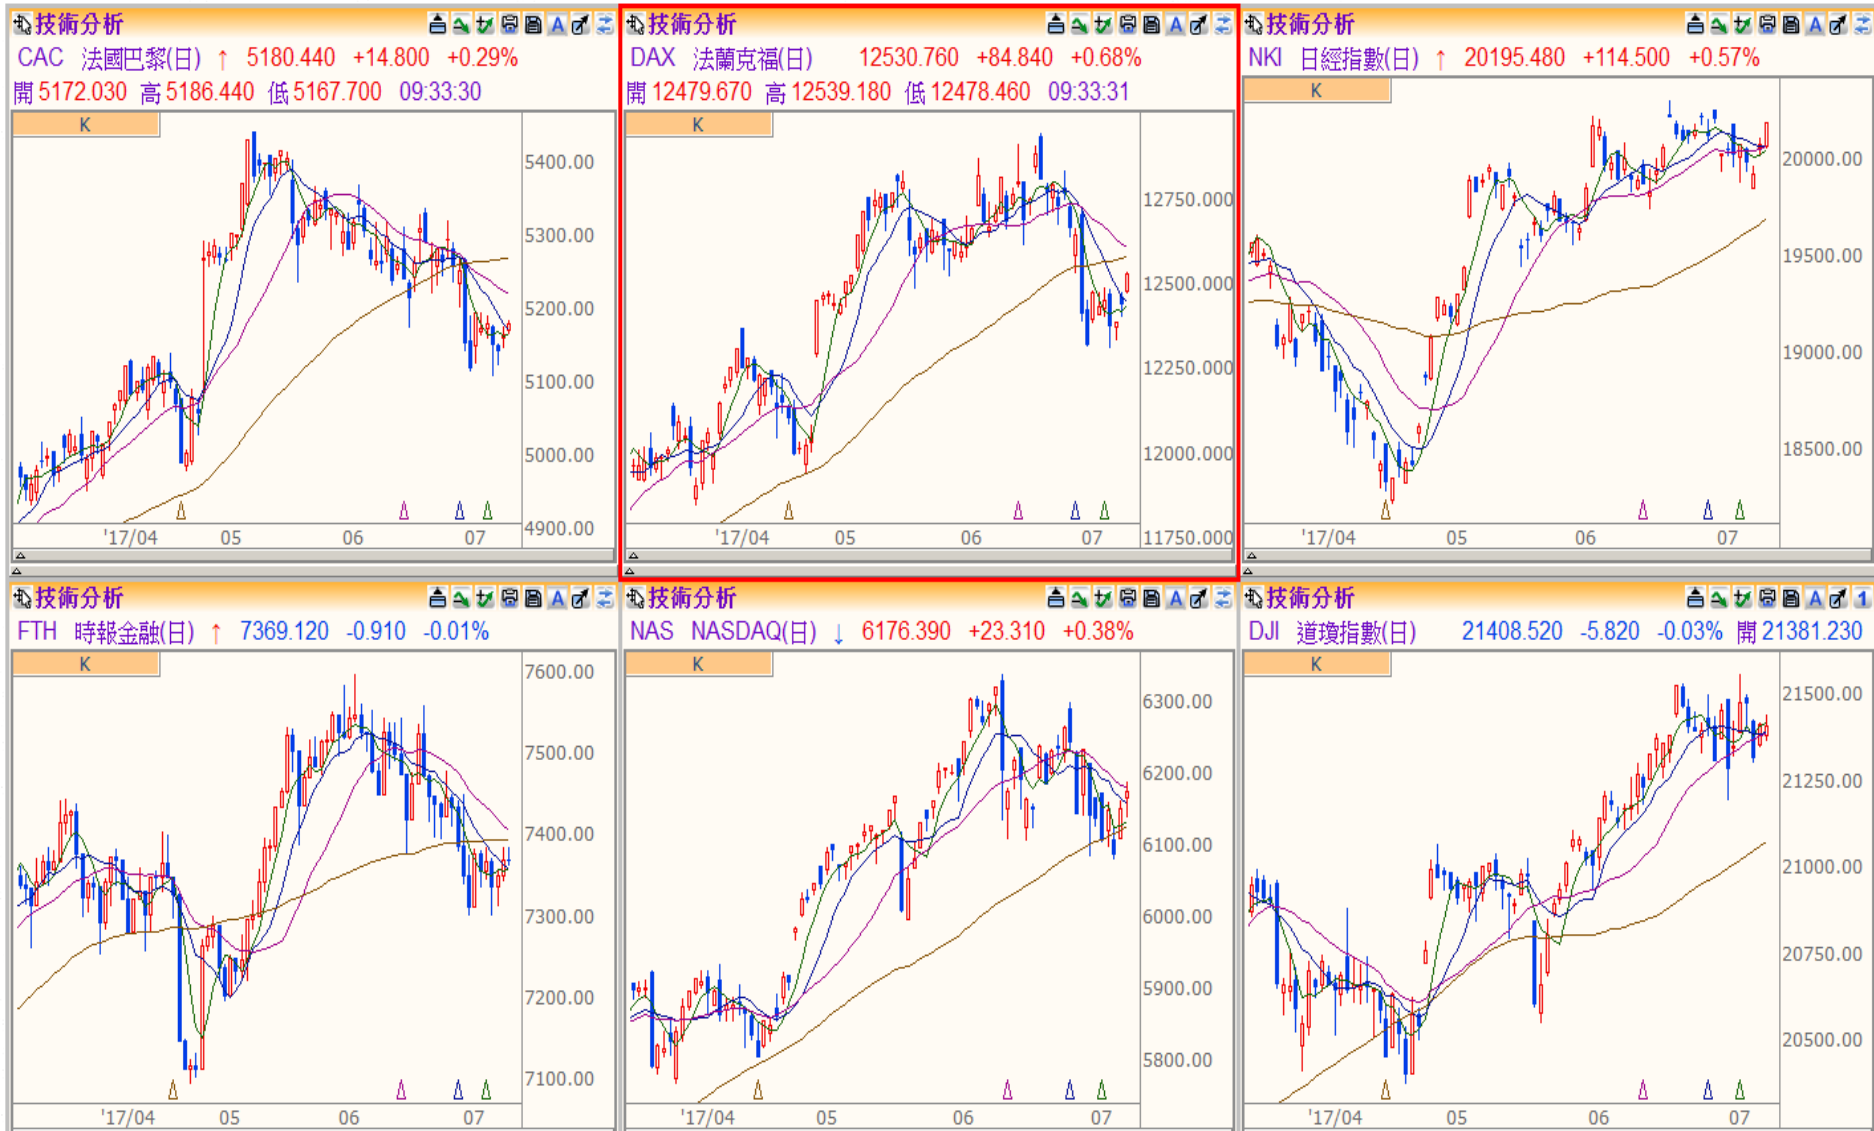 技術分析
A
CAC 法國巴黎(日) ↑ 5180.440 +14.800 +0.29%
開 5172.030 高 5186.440 低 5167.700 09:33:30
K
5400.00
5300.00
5200.00
5100.00
5000.00
4900.00
'17/04 05 06 07
技術分析
A
DAX 法蘭克福(日) 12530.760 +84.840 +0.68%
開 12479.670 高 12539.180 低 12478.460 09:33:31
K
12750.000
12500.000
12250.000
12000.000
11750.000
'17/04 05 06 07
技術分析
A
NKI 日經指數(日) ↑ 20195.480 +114.500 +0.57%
K
20000.00
19500.00
19000.00
18500.00
'17/04 05 06 07
技術分析
A
FTH 時報金融(日) ↑ 7369.120 -0.910 -0.01%
K
7600.00
7500.00
7400.00
7300.00
7200.00
7100.00
'17/04 05 06 07
技術分析
A
NAS NASDAQ(日) ↓ 6176.390 +23.310 +0.38%
K
6300.00
6200.00
6100.00
6000.00
5900.00
5800.00
'17/04 05 06 07
技術分析
A 1
DJI 道瓊指數(日) 21408.520 -5.820 -0.03% 開 21381.230
K
21500.00
21250.00
21000.00
20750.00
20500.00
'17/04 05 06 07